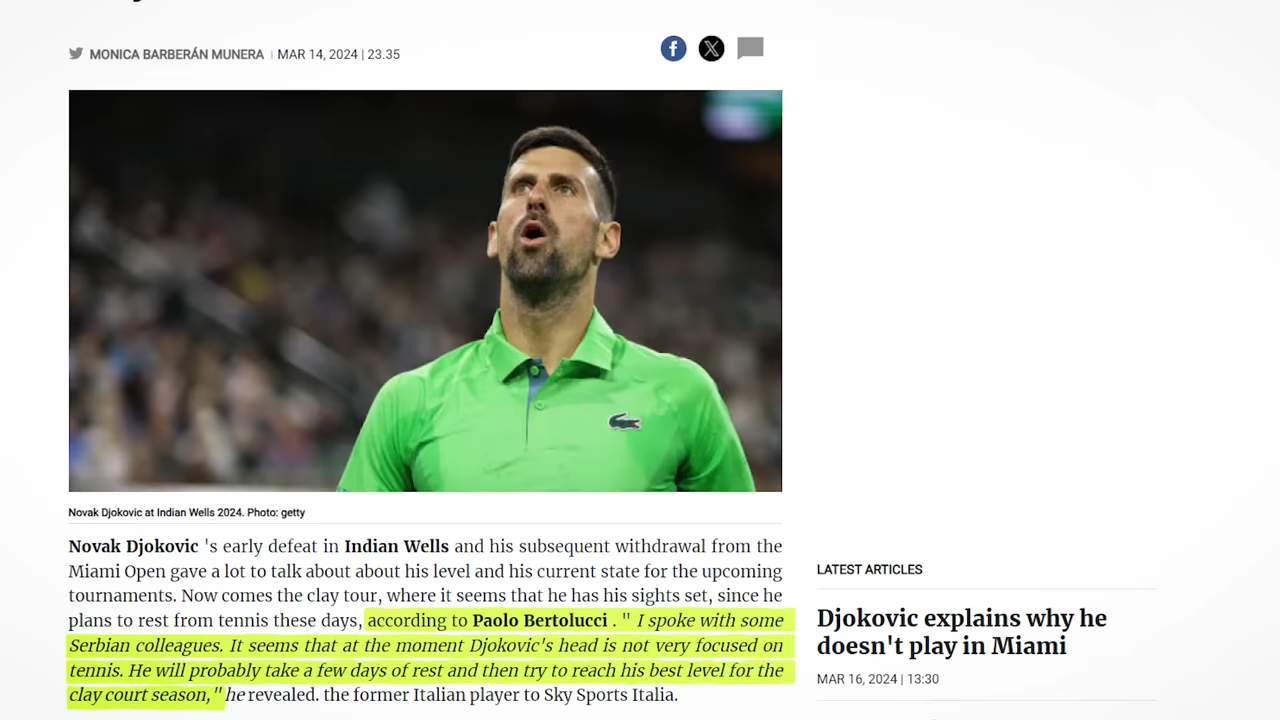 MONICA BARBERÁN MUNERA | MAR 14, 2024 | 23.35
Novak Djokovic at Indian Wells 2024. Photo: getty
Novak Djokovic 's early defeat in Indian Wells and his subsequent withdrawal from the
Miami Open gave a lot to talk about about his level and his current state for the upcoming
tournaments. Now comes the clay tour, where it seems that he has his sights set, since he
plans to rest from tennis these days, according to Paolo Bertolucci . " I spoke with some
Serbian colleagues. It seems that at the moment Djokovic's head is not very focused on
tennis. He will probably take a few days of rest and then try to reach his best level for the
clay court season," he revealed. the former Italian player to Sky Sports Italia.
LATEST ARTICLES
Djokovic explains why he
doesn't play in Miami
MAR 16, 2024 | 13:30